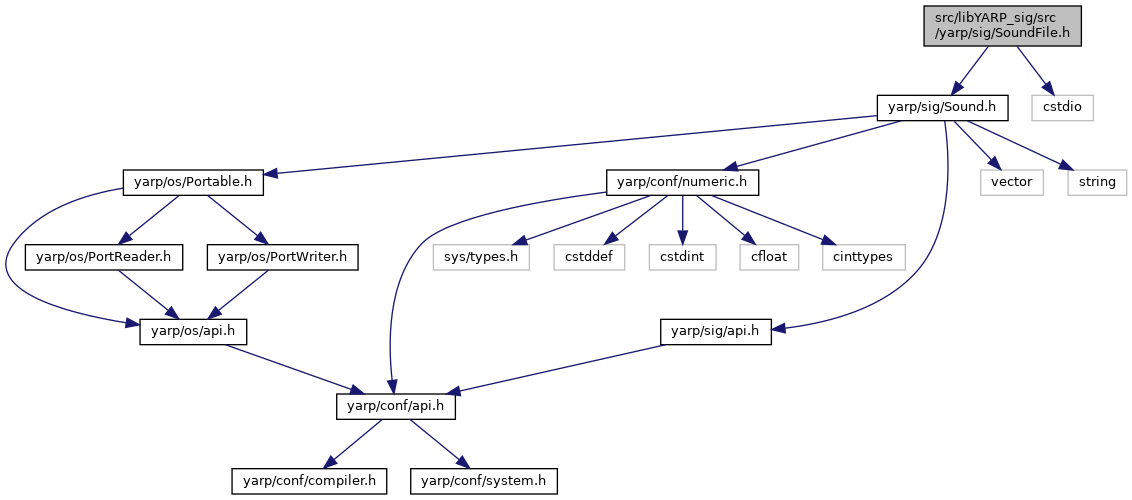 src/libYARP_sig/src
/yarp/sig/SoundFile.h
yarp/sig/Sound.h
cstdio
yarp/os/Portable.h
yarp/conf/numeric.h
vector
string
yarp/os/PortReader.h
yarp/os/PortWriter.h
sys/types.h
cstddef
cstdint
cfloat
cinttypes
yarp/os/api.h
yarp/sig/api.h
yarp/conf/api.h
yarp/conf/compiler.h
yarp/conf/system.h